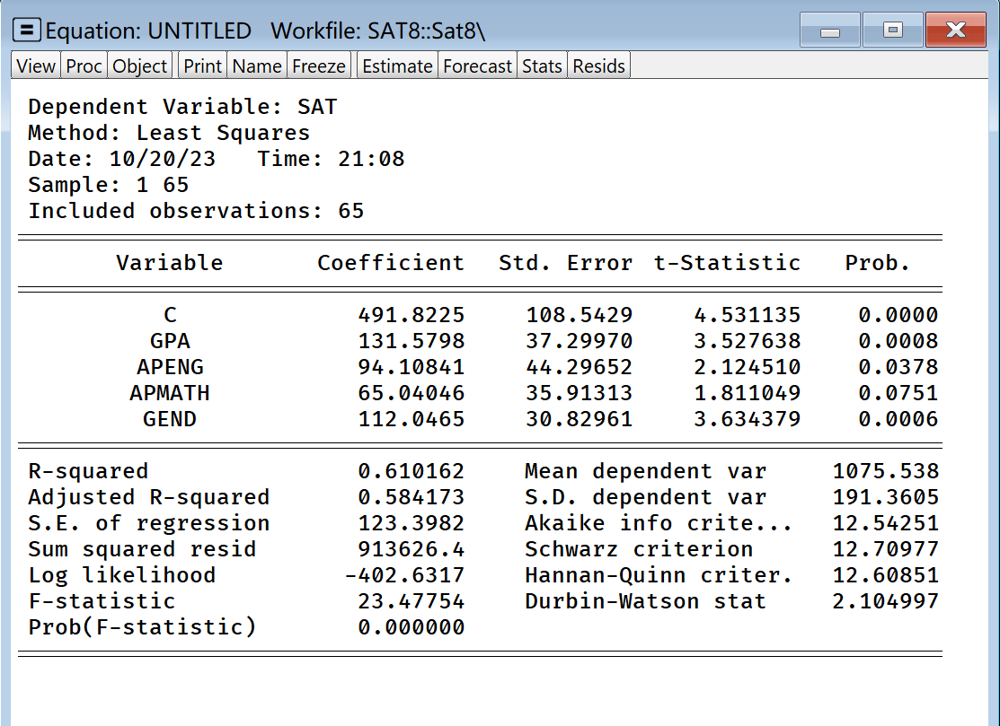 Equation: UNTITLED Workfile: SAT8::Sat8\
View Proc Object Print Name Freeze Estimate Forecast Stats Resids
Dependent Variable: SAT
Method: Least Squares
Date: 10/20/23 Time: 21:08
Sample: 1 65
Included observations: 65
Variable Coefficient Std. Error t-Statistic Prob.
C 491.8225 108.5429 4.531135 0.0000
GPA 131.5798 37.29970 3.527638 0.0008
APENG 94.10841 44.29652 2.124510 0.0378
APMATH 65.04046 35.91313 1.811049 0.0751
GEND 112.0465 30.82961 3.634379 0.0006
R-squared 0.610162 Mean dependent var 1075.538
Adjusted R-squared 0.584173 S.D. dependent var 191.3605
S.E. of regression 123.3982 Akaike info crite... 12.54251
Sum squared resid 913626.4 Schwarz criterion 12.70977
Log likelihood -402.6317 Hannan-Quinn criter. 12.60851
F-statistic 23.47754 Durbin-Watson stat 2.104997
Prob(F-statistic) 0.000000